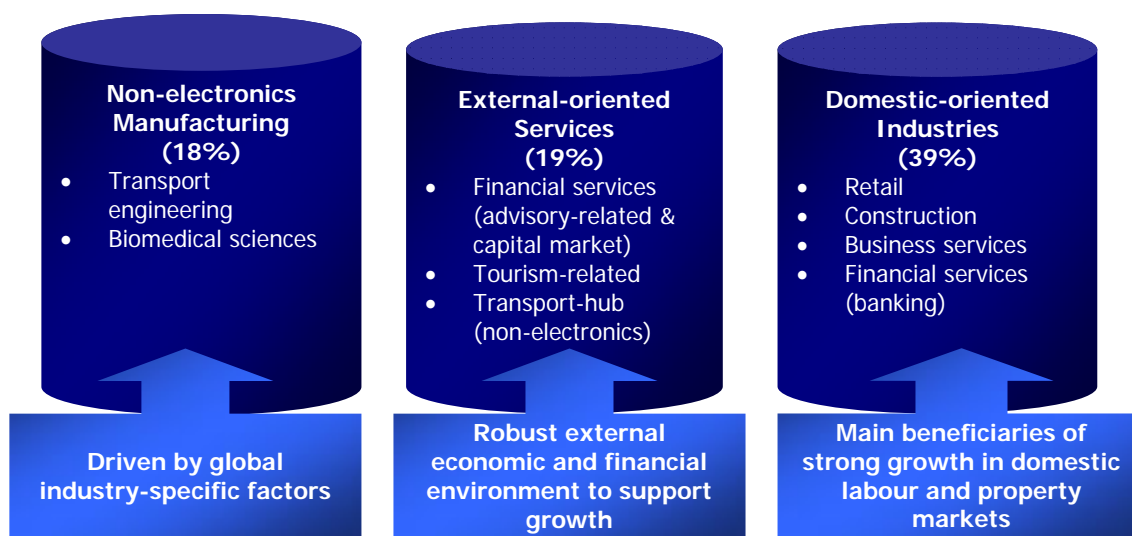 Non-electronics
Manufacturing
(18%)
• Transport
engineering
• Biomedical sciences
Driven by global
industry-specific factors
External-oriented
Services
(19%)
• Financial services
(advisory-related &
capital market)
• Tourism-related
• Transport-hub
(non-electronics)
Robust external
economic and financial
environment to support
growth
Domestic-oriented
Industries
(39%)
• Retail
• Construction
• Business services
• Financial services
(banking)
Main beneficiaries of
strong growth in domestic
labour and property
markets